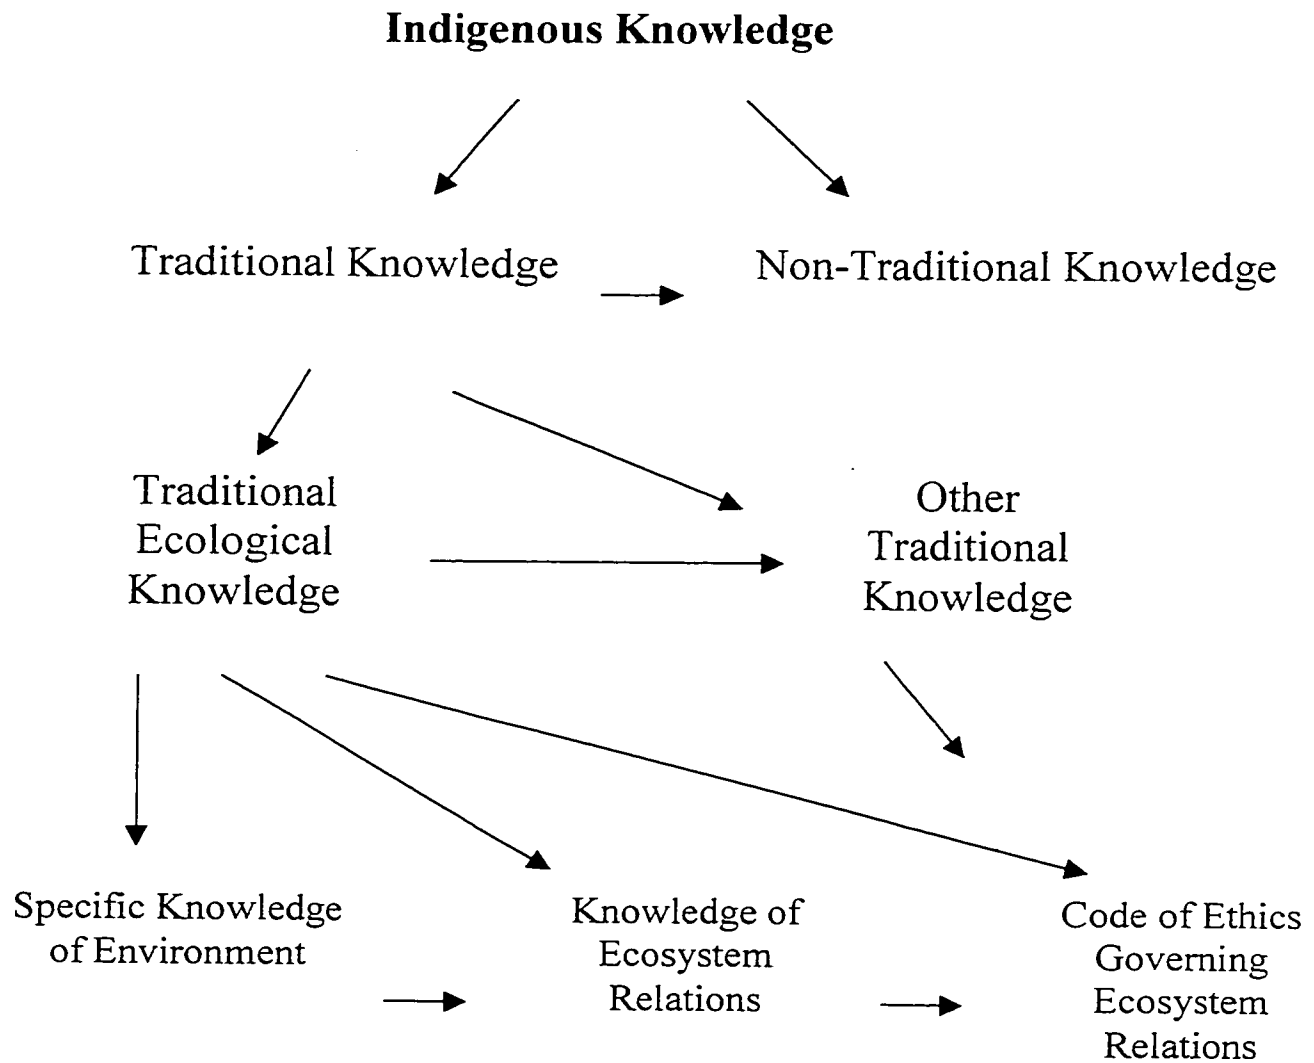 Indigenous Knowledge
Traditional Knowledge
Non-Traditional Knowledge
Traditional
Ecological
Knowledge
Other
Traditional
Knowledge
Specific Knowledge
of Environment
Knowledge of
Ecosystem
Relations
Code of Ethics
Governing
Ecosystem
Relations